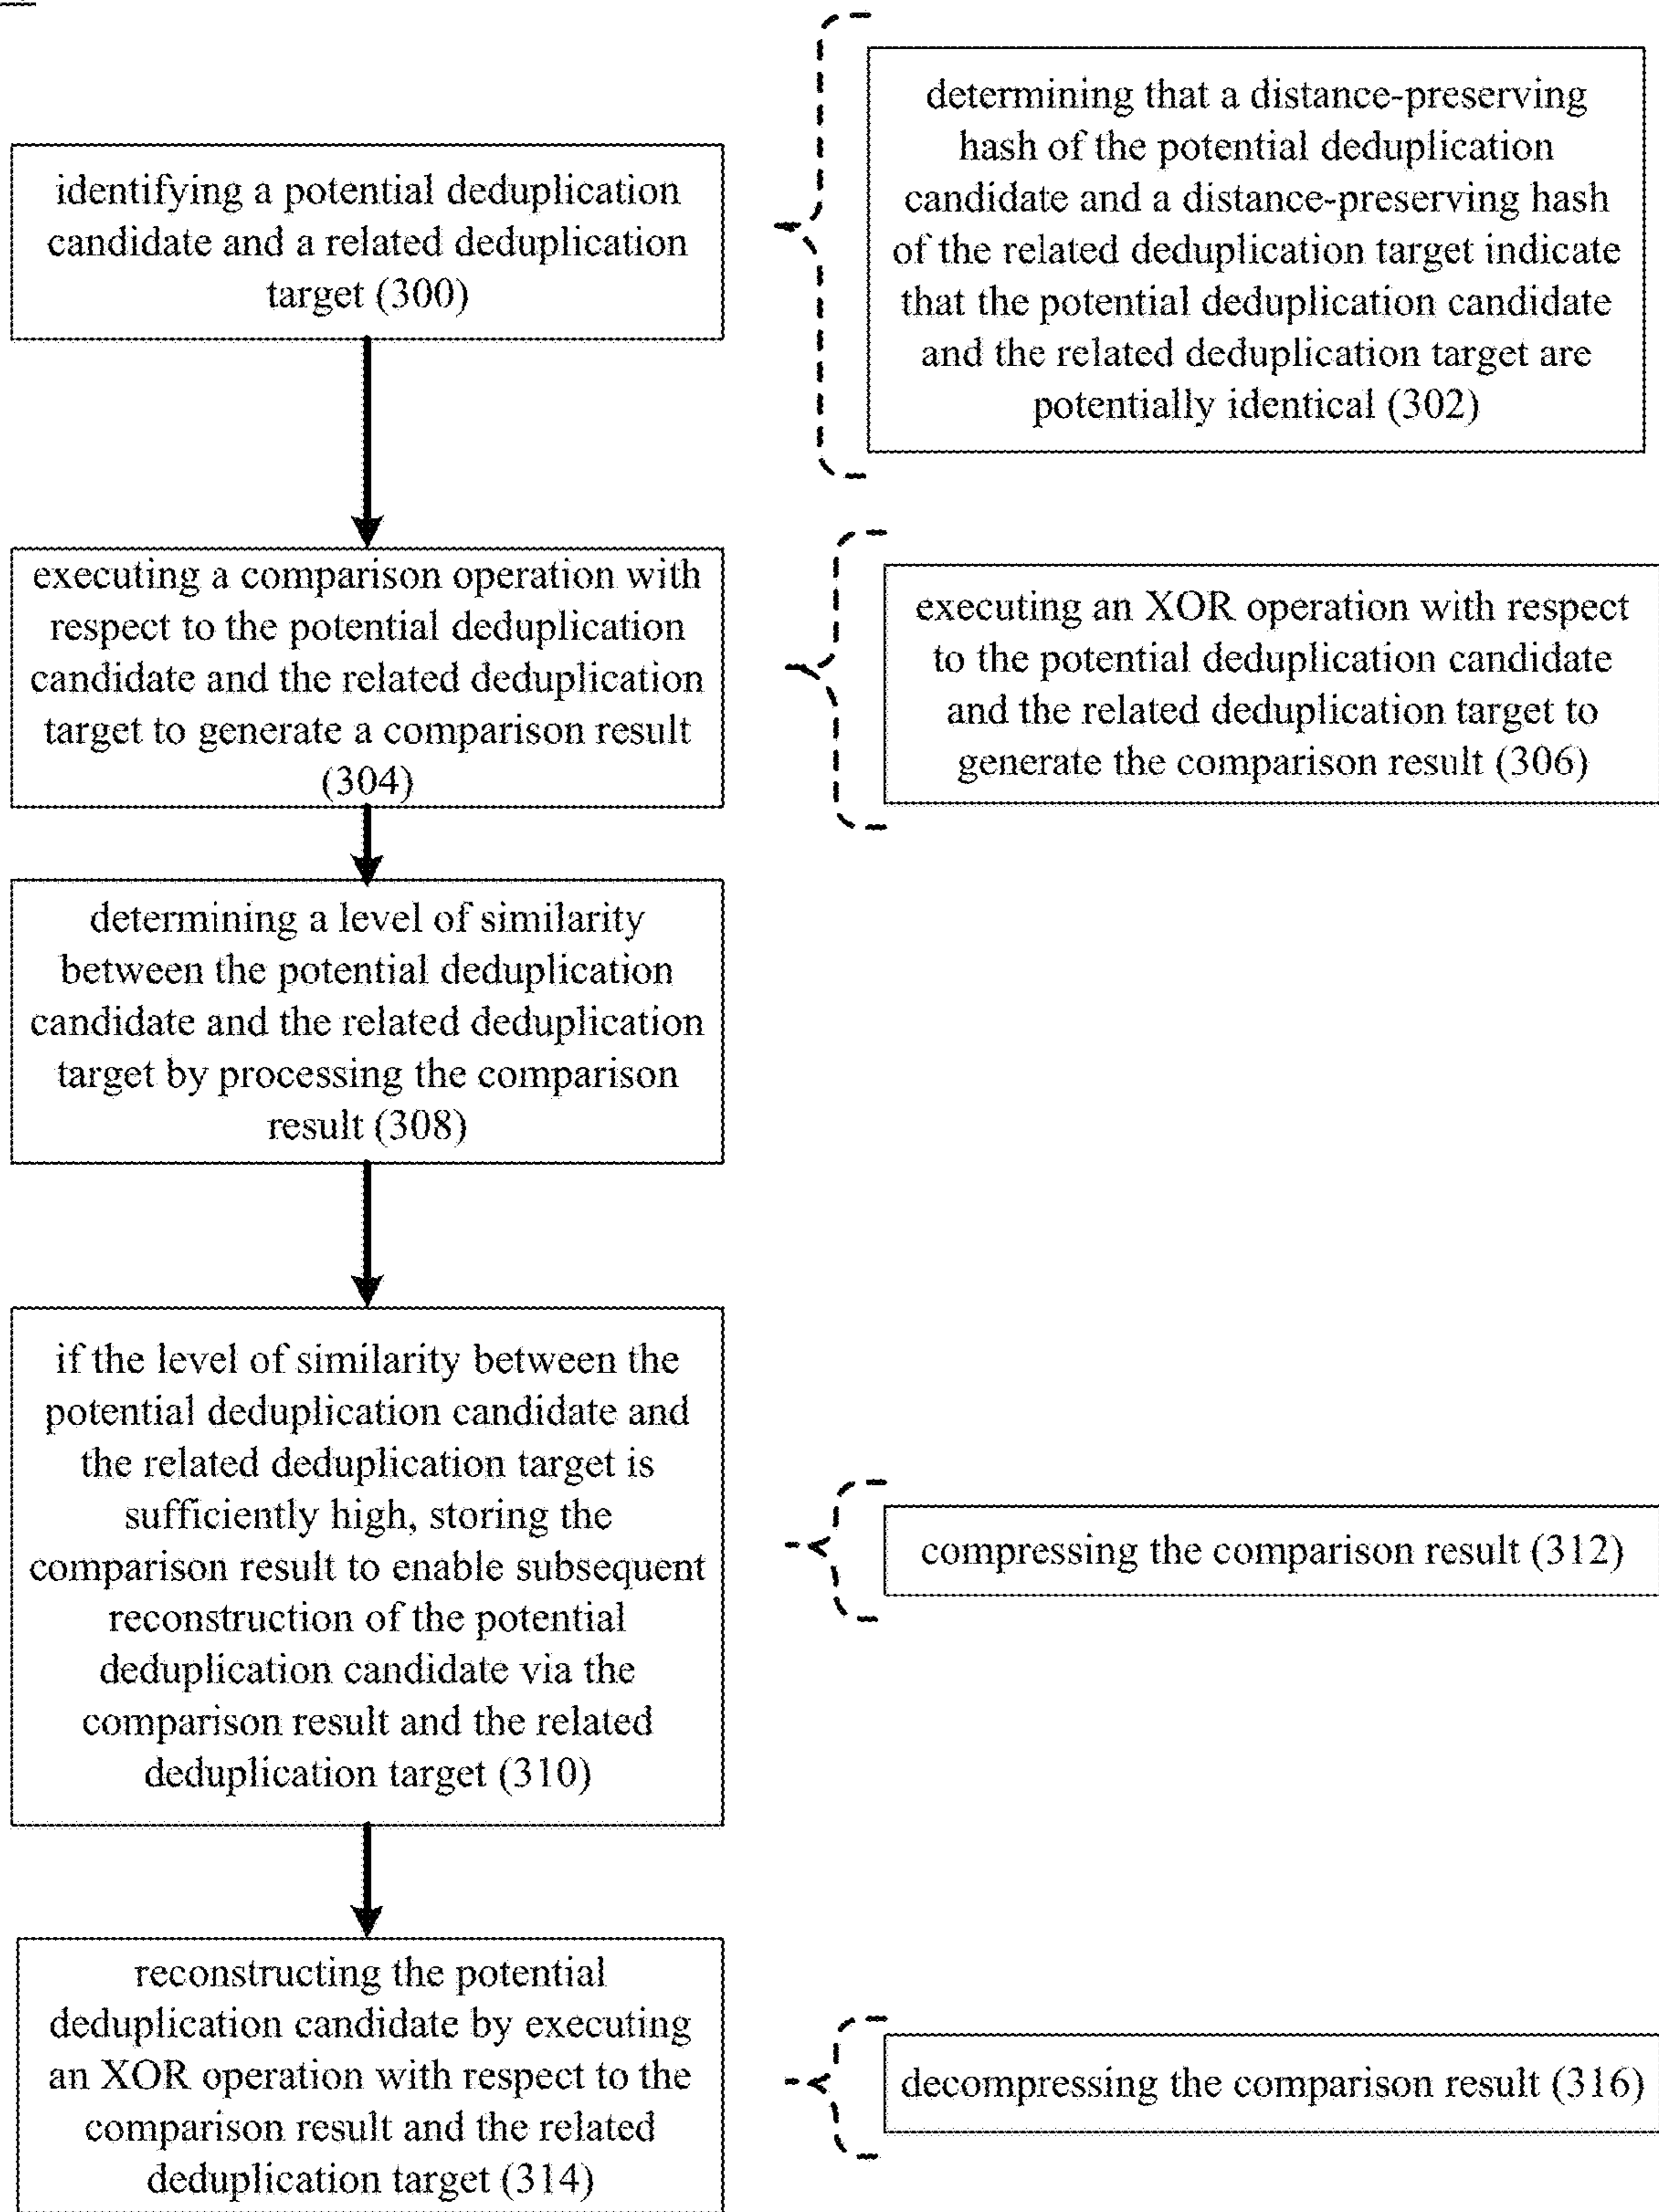 identifying a potential deduplication
candidate and a related deduplication
target (300)
determining that a distance-preserving
hash of the potential deduplication
candidate and a distance-preserving hash
of the related deduplication target indicate
that the potential deduplication candidate
and the related deduplication target are
potentially identical (302)
executing a comparison operation with
respect to the potential deduplication
candidate and the related deduplication
target to generate a comparison result
(304)
executing an XOR operation with respect
to the potential deduplication candidate
and the related deduplication target to
generate the comparison result (306)
determining a level of similarity
between the potential deduplication
candidate and the related deduplication
target by processing the comparison
result (308)
if the level of similarity between the
potential deduplication candidate and
the related deduplication target is
sufficiently high, storing the
comparison result to enable subsequent
reconstruction of the potential
deduplication candidate via the
comparison result and the related
deduplication target (310)
compressing the comparison result (312)
reconstructing the potential
deduplication candidate by executing
an XOR operation with respect to the
comparison result and the related
deduplication target (314)
decompressing the comparison result (316)